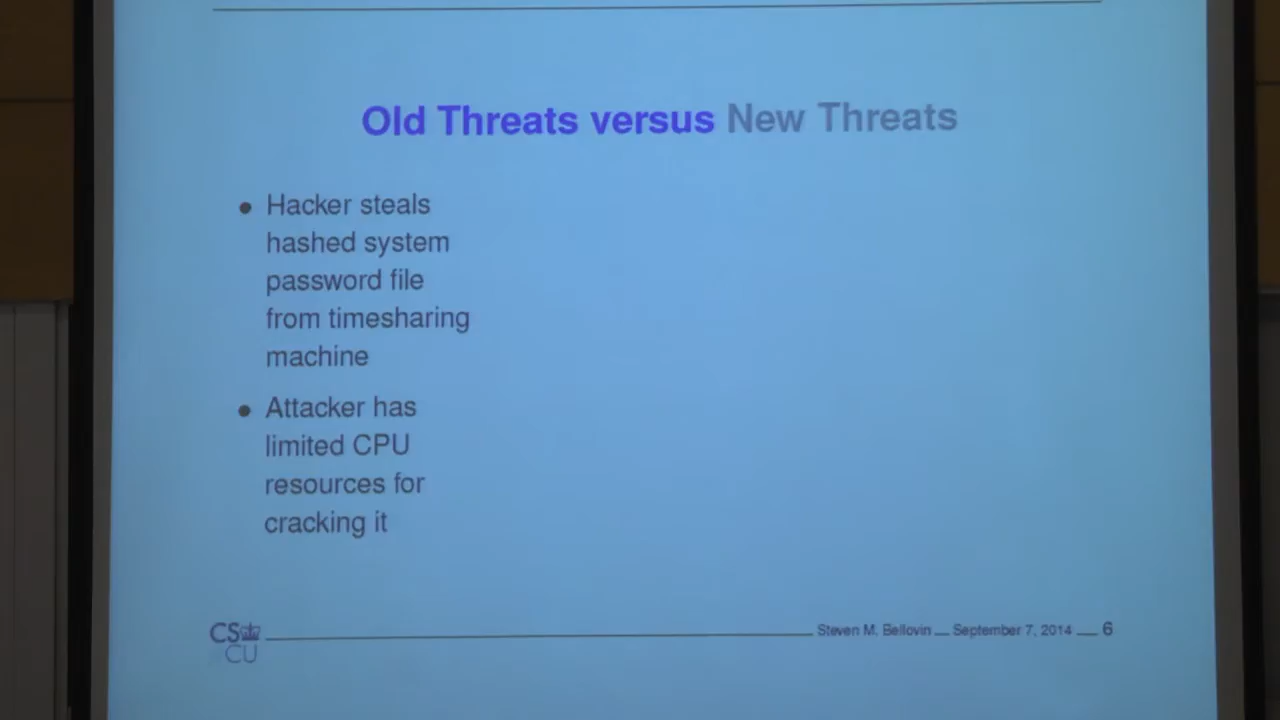 Old Threats versus New Threats
• Hacker steals
hashed system
password file
from timesharing
machine
• Attacker has
limited CPU
resources for
cracking it
CS
CU
Steven M. Bellovin __ September 7, 2014 __ 6